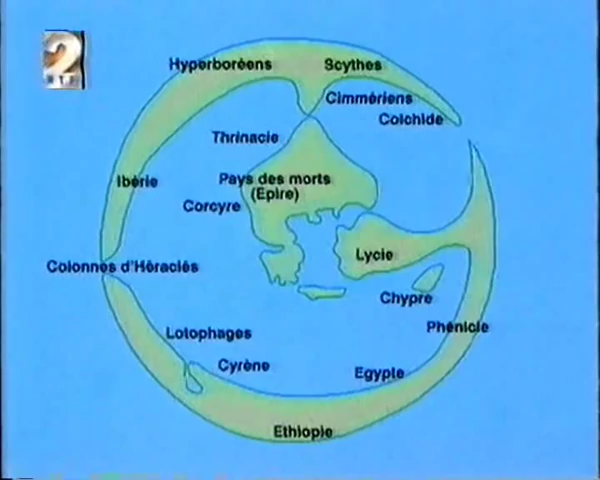 2
RTB
Hyperboréens
Scythes
Cimmériens
Colchide
Thrinacie
Ibérie
Pays des morts
(Epire)
Corcyre
Lycie
Colonnes d'Héraclès
Chypre
Phénicie
Lotophages
Cyrène
Egypte
Ethiopie